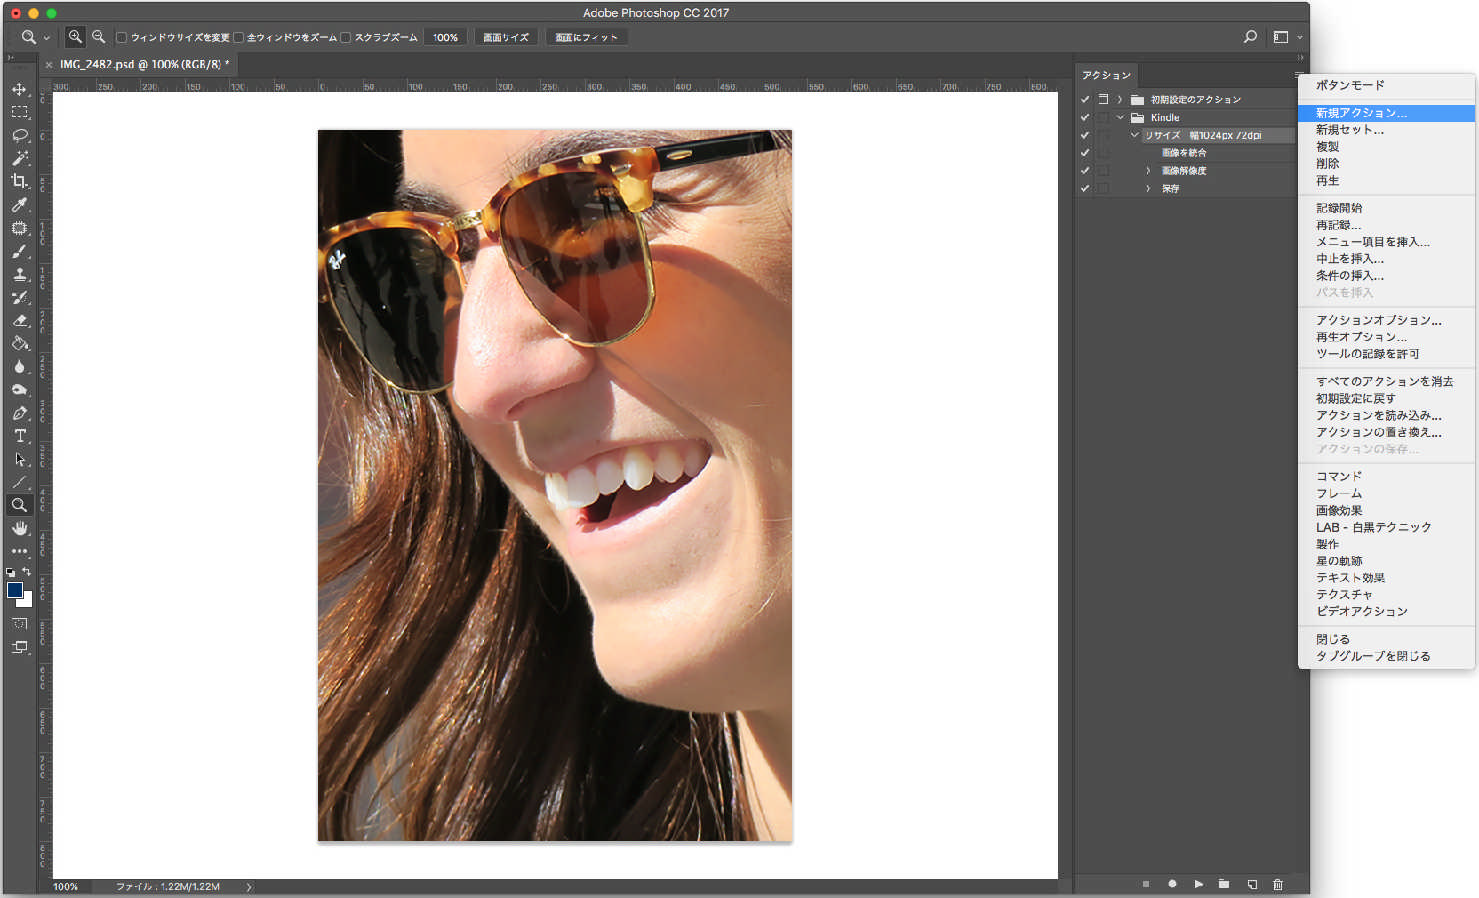 Adobe Photoshop CC 2017
ウィンドウサイズを変更 全ウィンドウをズーム スクラブズーム 100% 画面サイズ 画面にフィット
× IMG_2482.psd @ 100% (RGB/8) *
300 250 200 150 100 50 0 50 100 150 200 250 300 350 400 450 500 550 600 650 700 750 800
アクション
初期設定のアクション
Kindle
リサイズ 幅1024px 72dpi
画像を統合
画像解像度
保存
ボタンモード
新規アクション...
新規セット...
複製
削除
再生
記録開始
再記録...
メニュー項目を挿入...
中止を挿入...
条件の挿入...
パスを挿入
アクションオプション...
再生オプション...
ツールの記録を許可
すべてのアクションを消去
初期設定に戻す
アクションを読み込み...
アクションの置き換え...
アクションの保存...
コマンド
フレーム
画像効果
LAB - 白黒テクニック
製作
星の軌跡
テキスト効果
テクスチャ
ビデオアクション
閉じる
タブグループを閉じる
100% ファイル : 1.22M/1.22M